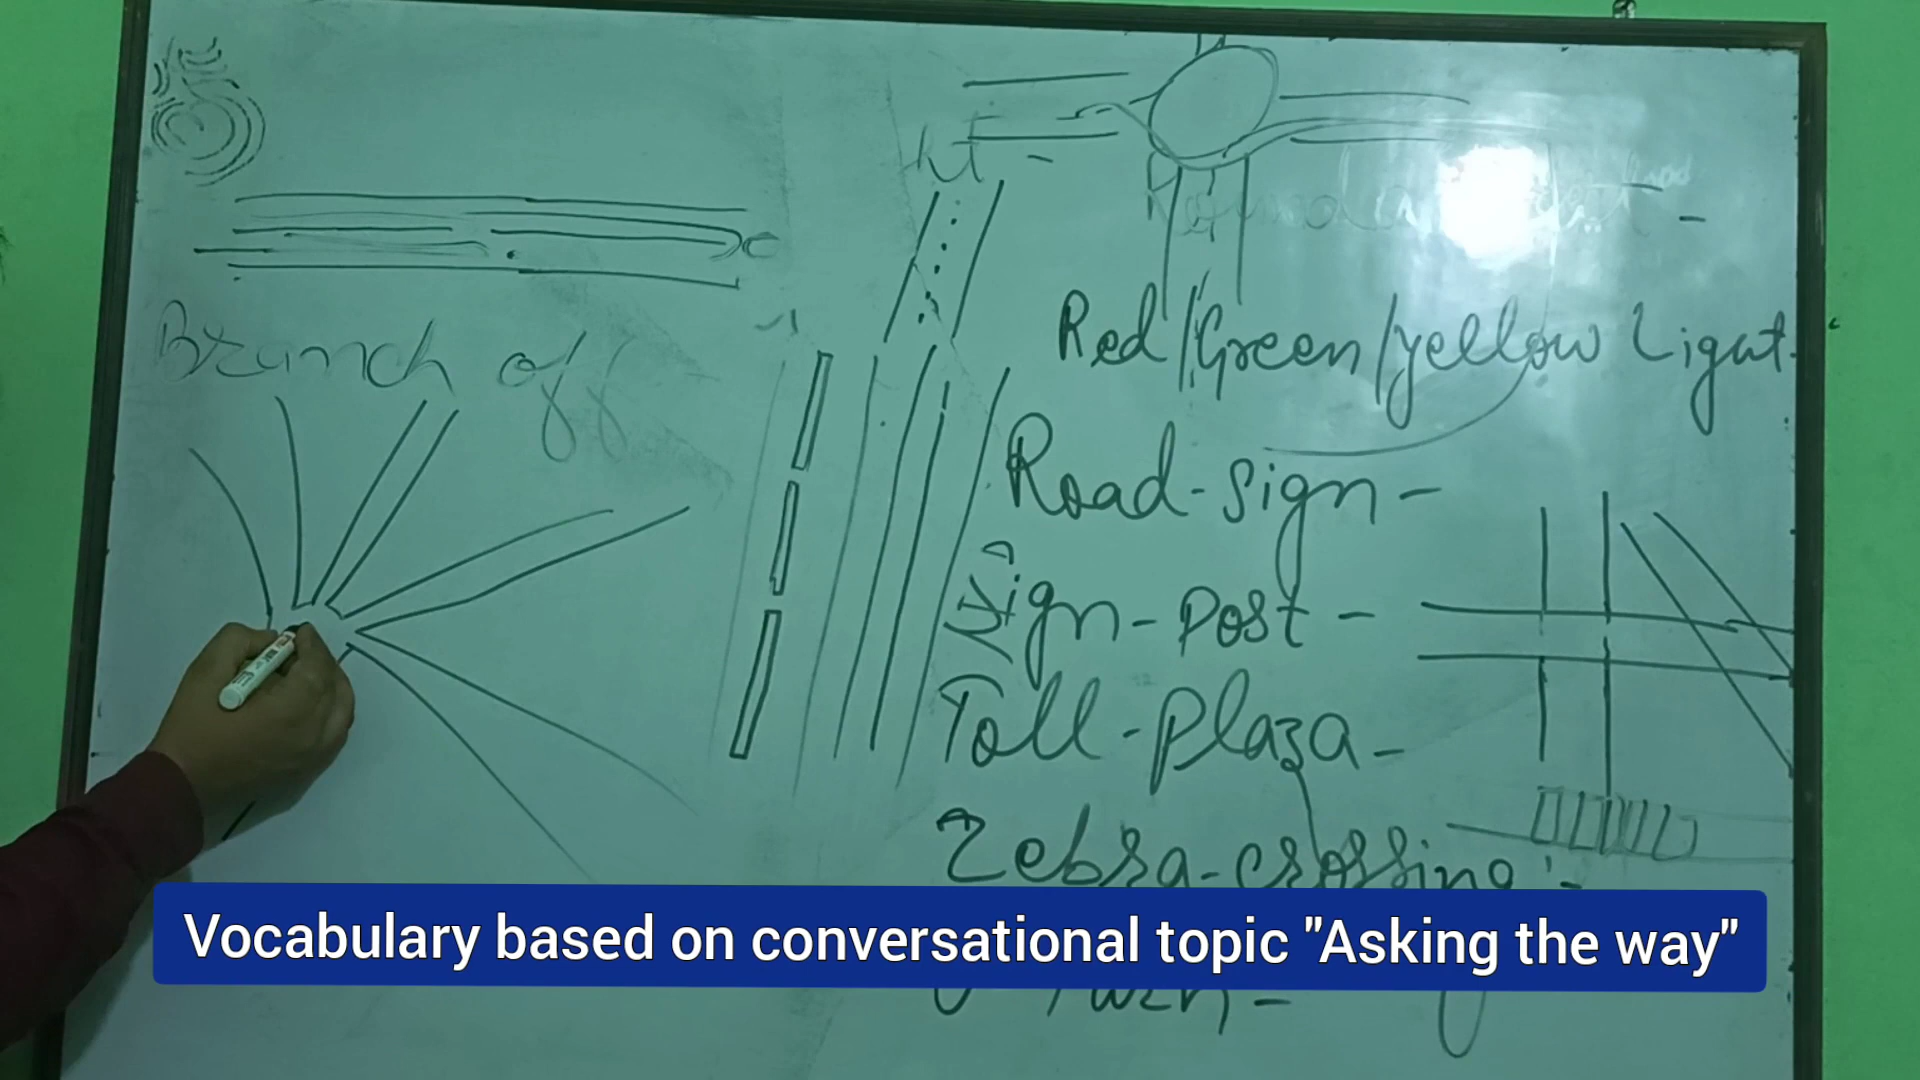 Branch off
Red/Green/yellow Light.
Road-sign-
Sign-post-
Toll-plaza-
Zebra-crossing:-
Vocabulary based on conversational topic "Asking the way"